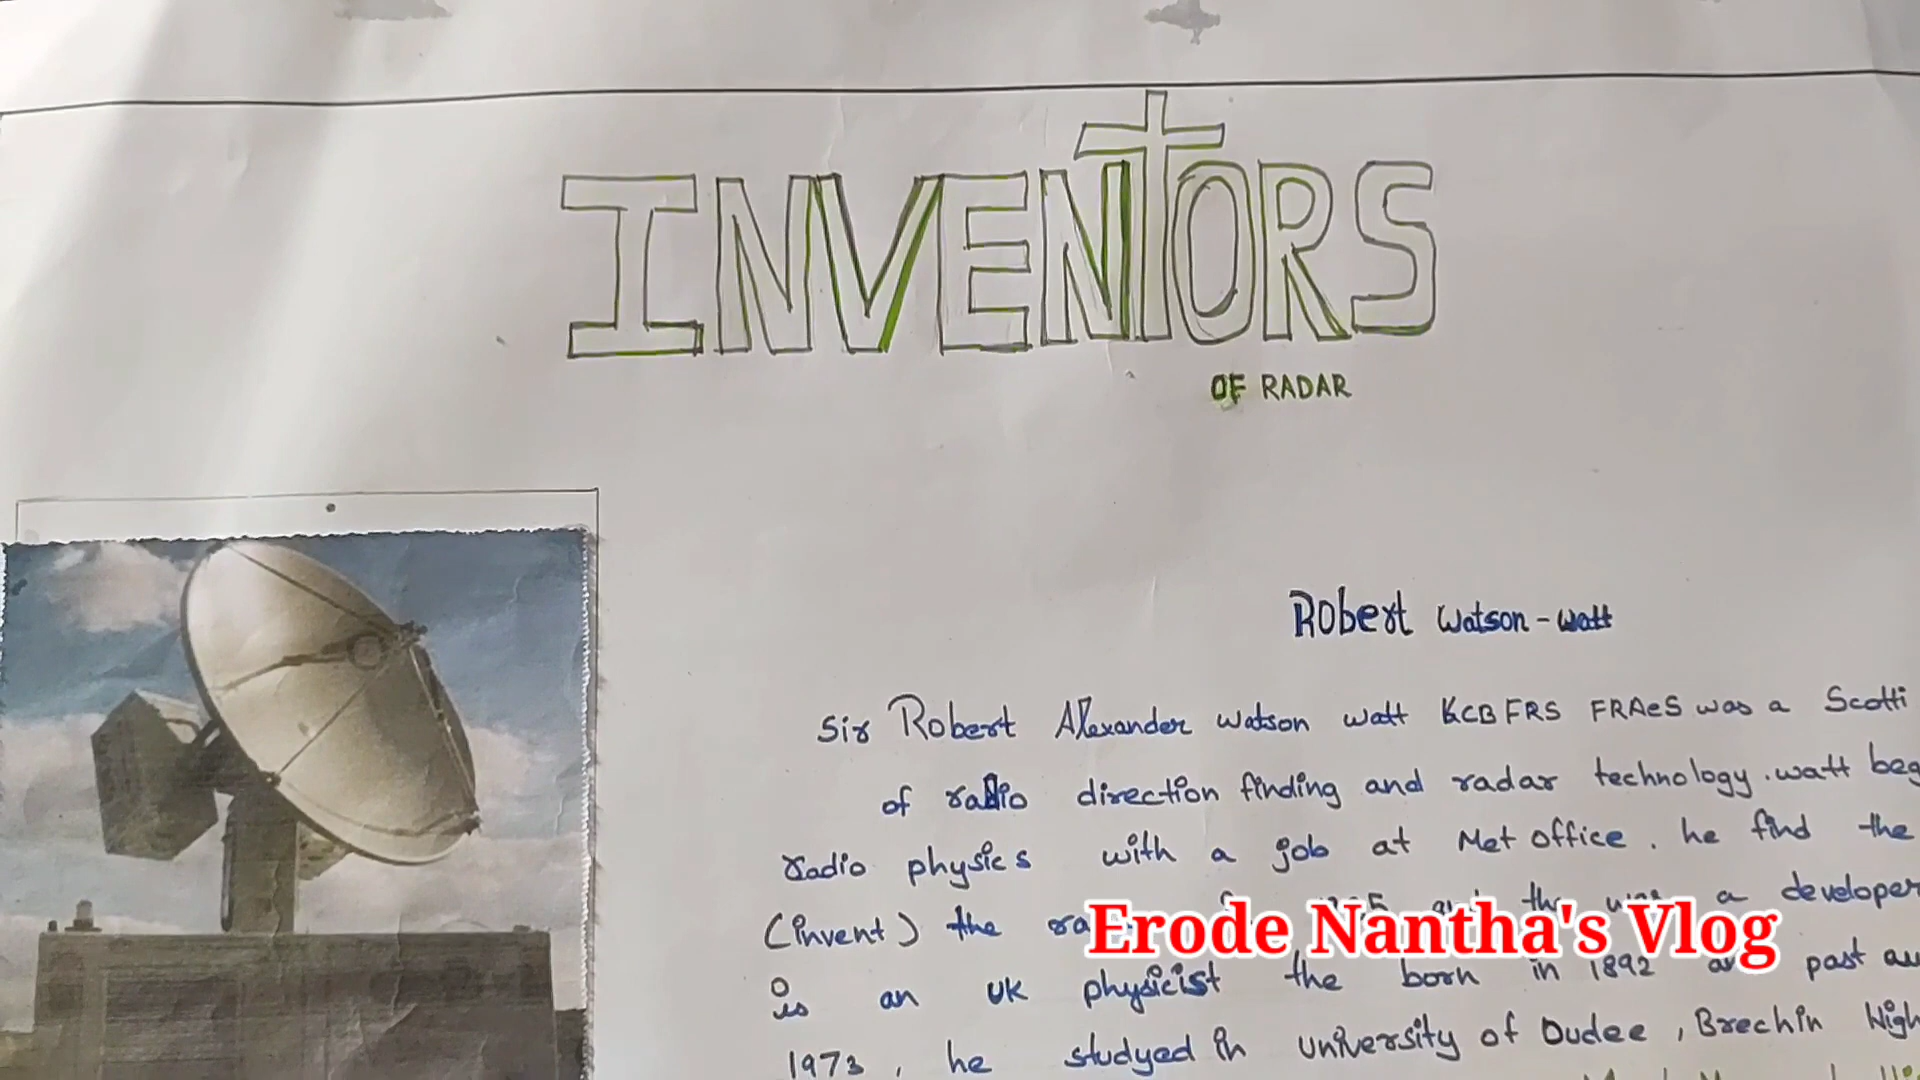 INVENTORS
OF RADAR
Robert Watson-watt
Sir Robert Alexander watson watt KCB FRS FRAeS was a Scotti
of radio direction finding and radar technology. watt beg
radio physics with a job at Met office. he find the
(invent) the a developer
Erode Nantha's Vlog
is an UK physicist the born in 1892 past
1973, he studyed in university of Dudee, Brechin High